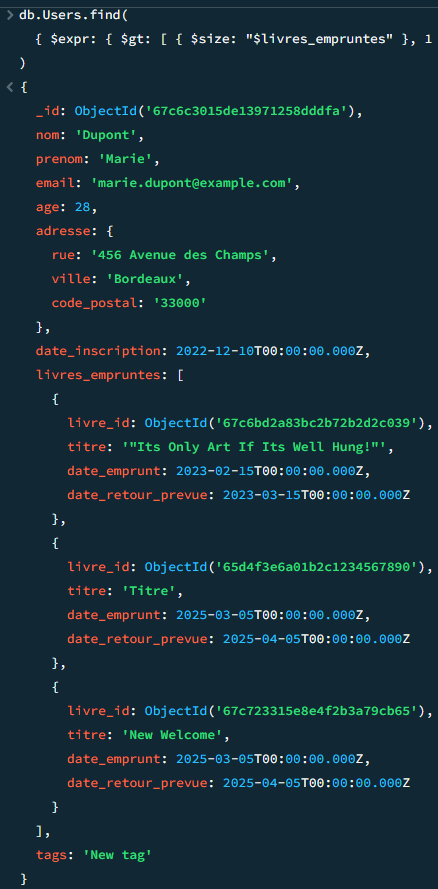 > db.Users.find(
{ $expr: { $gt: [ { $size: "$livres_empruntes" }, 1
)
< {
_id: ObjectId('67c6c3015de13971258dddfa'),
nom: 'Dupont',
prenom: 'Marie',
email: 'marie.dupont@example.com',
age: 28,
adresse: {
rue: '456 Avenue des Champs',
ville: 'Bordeaux',
code_postal: '33000'
},
date_inscription: 2022-12-10T00:00:00.000Z,
livres_empruntes: [
{
livre_id: ObjectId('67c6bd2a83bc2b72b2d2c039'),
titre: '"Its Only Art If Its Well Hung!"',
date_emprunt: 2023-02-15T00:00:00.000Z,
date_retour_prevue: 2023-03-15T00:00:00.000Z
},
{
livre_id: ObjectId('65d4f3e6a01b2c1234567890'),
titre: 'Titre',
date_emprunt: 2025-03-05T00:00:00.000Z,
date_retour_prevue: 2025-04-05T00:00:00.000Z
},
{
livre_id: ObjectId('67c723315e8e4f2b3a79cb65'),
titre: 'New Welcome',
date_emprunt: 2025-03-05T00:00:00.000Z,
date_retour_prevue: 2025-04-05T00:00:00.000Z
}
],
tags: 'New tag'
}